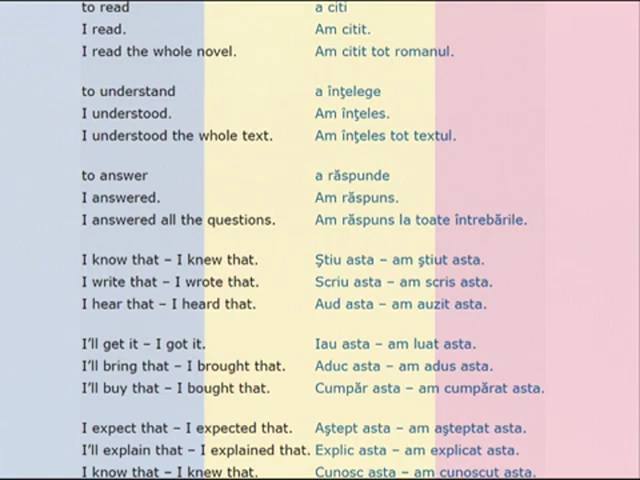 to read a citi
I read. Am citit.
I read the whole novel. Am citit tot romanul.
to understand a înţelege
I understood. Am înţeles.
I understood the whole text. Am înţeles tot textul.
to answer a răspunde
I answered. Am răspuns.
I answered all the questions. Am răspuns la toate întrebările.
I know that – I knew that. Ştiu asta – am ştiut asta.
I write that – I wrote that. Scriu asta – am scris asta.
I hear that – I heard that. Aud asta – am auzit asta.
I’ll get it – I got it. Iau asta – am luat asta.
I’ll bring that – I brought that. Aduc asta – am adus asta.
I’ll buy that – I bought that. Cumpăr asta – am cumpărat asta.
I expect that – I expected that. Aştept asta – am aşteptat asta.
I’ll explain that – I explained that. Explic asta – am explicat asta.
I know that – I knew that. Cunosc asta – am cunoscut asta.